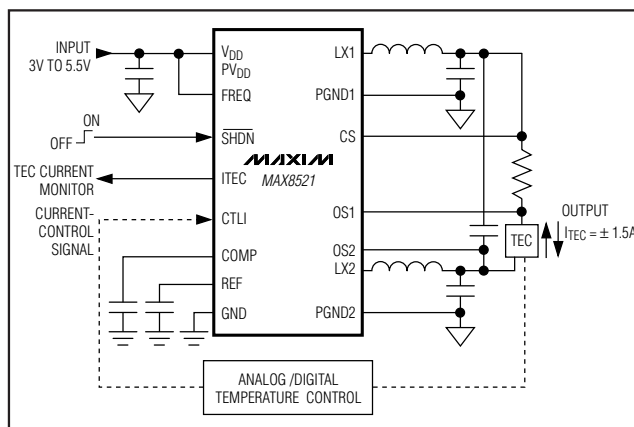 INPUT
3V TO 5.5V
ON
OFF
TEC CURRENT
MONITOR
CURRENT-
CONTROL
SIGNAL
VDD
PVDD
FREQ
SHDN
ITEC
CTLI
COMP
REF
GND
MAXIM
MAX8521
LX1
PGND1
CS
OS1
OS2
LX2
PGND2
TEC
OUTPUT
ITEC = ± 1.5A
ANALOG /DIGITAL
TEMPERATURE CONTROL